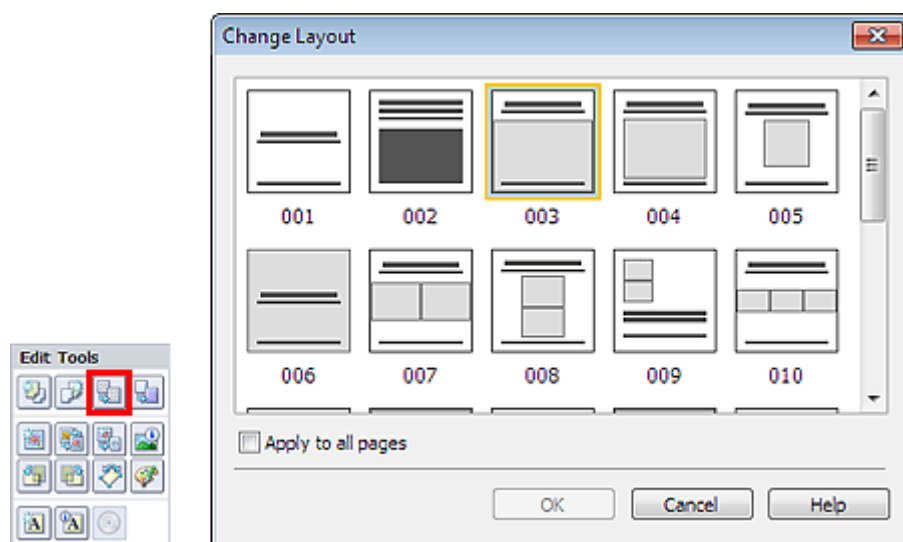 Change Layout
001 002 003 004 005
006 007 008 009 010
Apply to all pages
OK Cancel Help
Edit Tools
A A